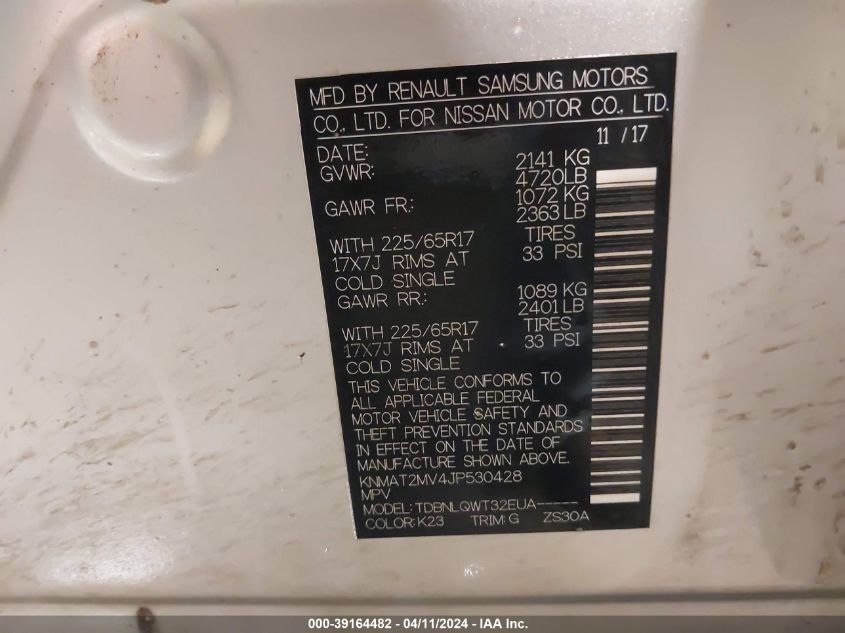 MFD BY RENAULT SAMSUNG MOTORS
CO., LTD. FOR NISSAN MOTOR CO., LTD.
DATE: 11 / 17
GVWR: 2141 KG
4720LB
GAWR FR.: 1072 KG
2363 LB
WITH 225/65R17 TIRES
17X7J RIMS AT 33 PSI
COLD SINGLE
GAWR RR.: 1089 KG
2401 LB
WITH 225/65R17 TIRES
17X7J RIMS AT 33 PSI
COLD SINGLE
THIS VEHICLE CONFORMS TO
ALL APPLICABLE FEDERAL
MOTOR VEHICLE SAFETY AND
THEFT PREVENTION STANDARDS
IN EFFECT ON THE DATE OF
MANUFACTURE SHOWN ABOVE.
KNMAT2MV4JP530428
MPV
MODEL: TDBNLQWT32EUA-----
COLOR: K23 TRIM: G ZS30A
000-39164482 - 04/11/2024 - IAA Inc.